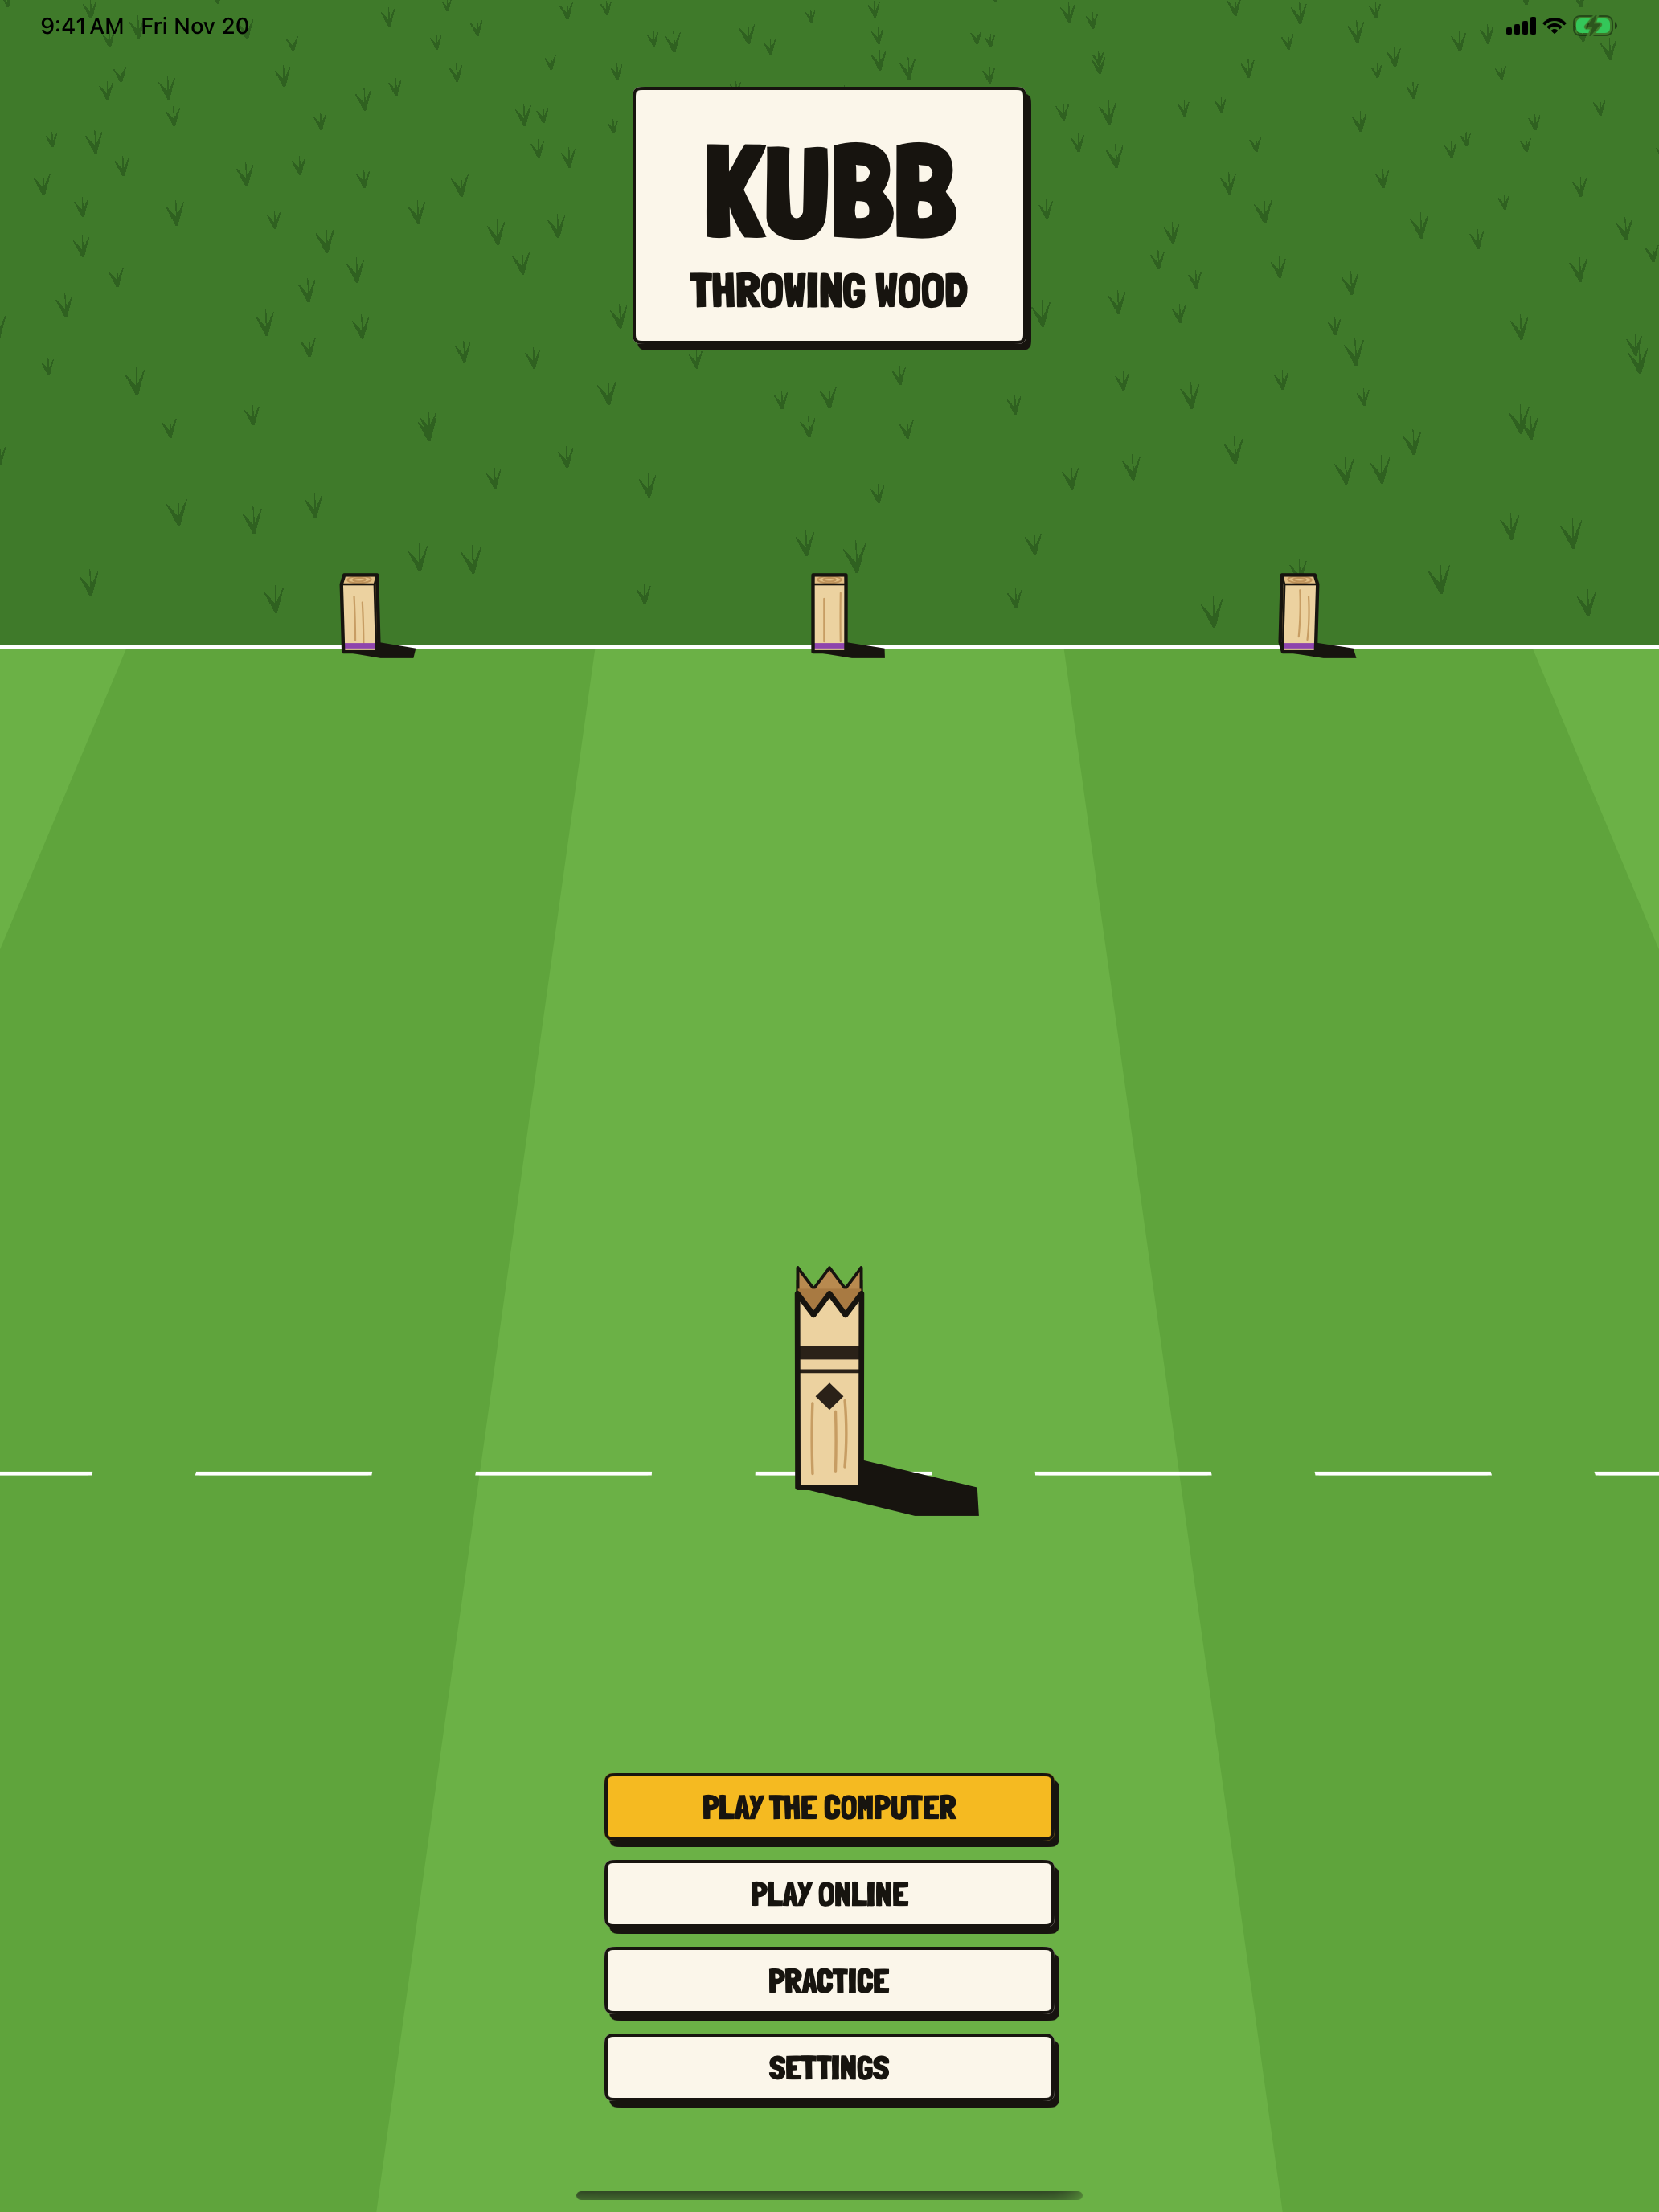 9:41 AM Fri Nov 20
KUBB
THROWING WOOD
PLAY THE COMPUTER
PLAY ONLINE
PRACTICE
SETTINGS